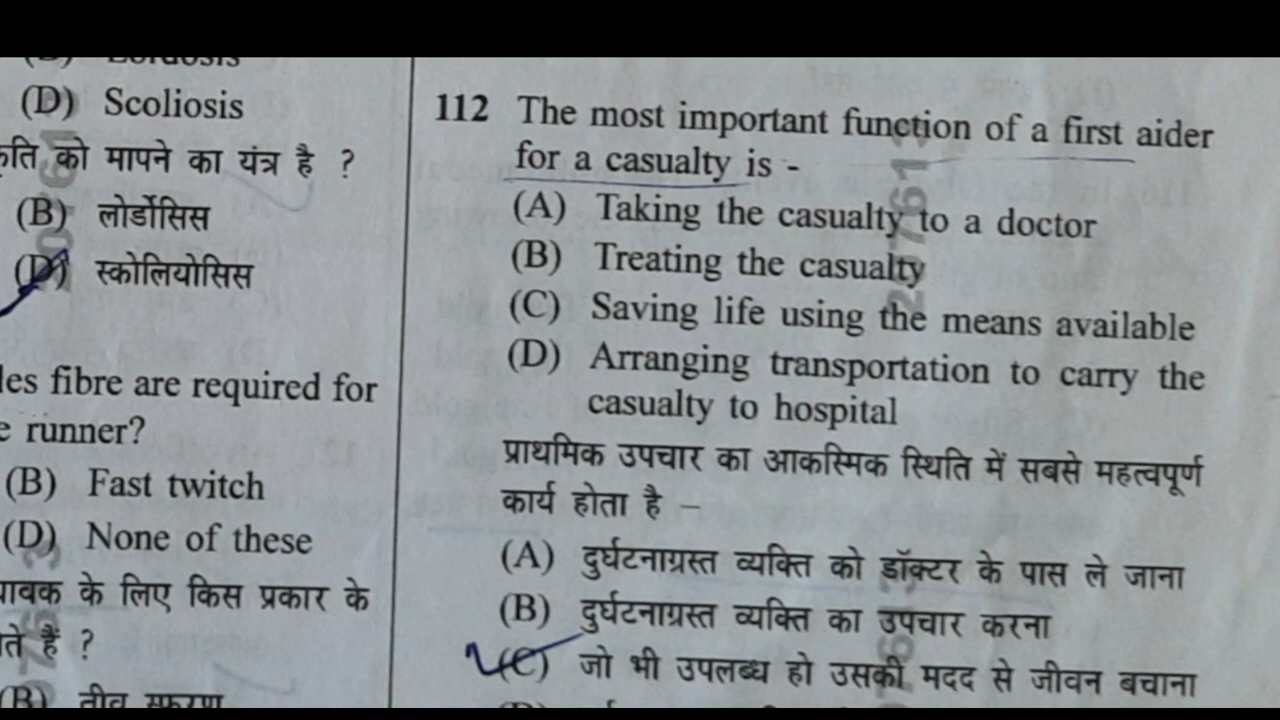 (D) Scoliosis
को मापने का यंत्र है ?
(B) लोर्डोसिस
(D) स्कोलियोसिस
fibre are required for
runner?
(B) Fast twitch
(D) None of these
के लिए किस प्रकार के
हैं ?
(B) तीव्र स्फुरण
112 The most important function of a first aider
for a casualty is -
(A) Taking the casualty to a doctor
(B) Treating the casualty
(C) Saving life using the means available
(D) Arranging transportation to carry the
casualty to hospital
प्राथमिक उपचार का आकस्मिक स्थिति में सबसे महत्वपूर्ण
कार्य होता है –
(A) दुर्घटनाग्रस्त व्यक्ति को डॉक्टर के पास ले जाना
(B) दुर्घटनाग्रस्त व्यक्ति का उपचार करना
(C) जो भी उपलब्ध हो उसकी मदद से जीवन बचाना